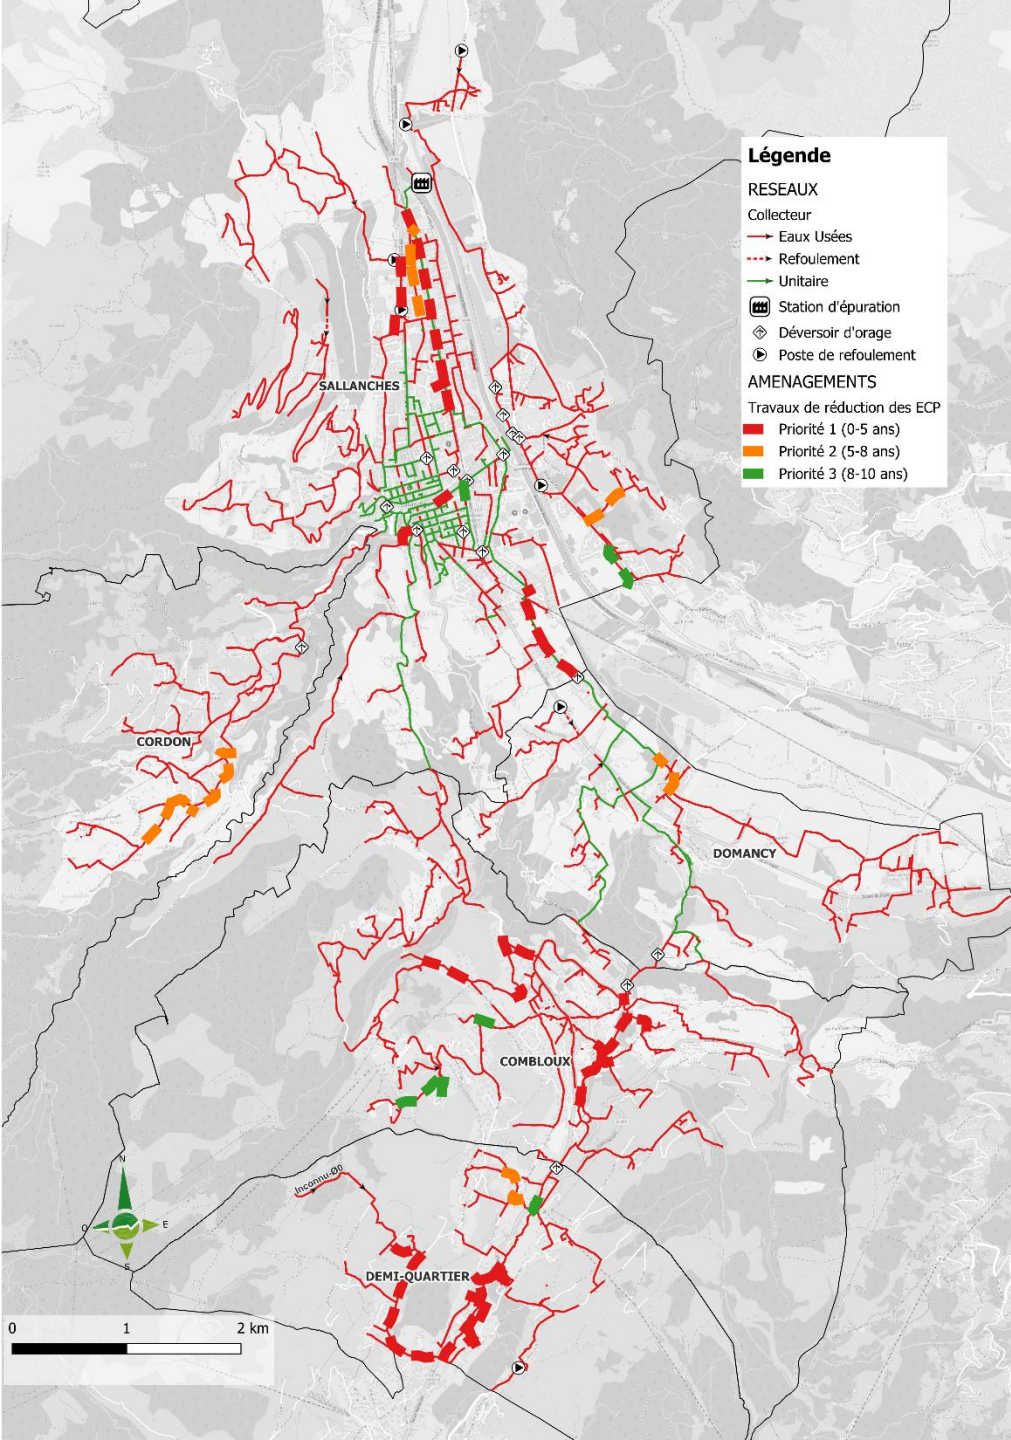 Légende
RESEAUX
Collecteur
Eaux Usées
Refoulement
Unitaire
Station d'épuration
Déversoir d'orage
Poste de refoulement
AMENAGEMENTS
Travaux de réduction des ECP
Priorité 1 (0-5 ans)
Priorité 2 (5-8 ans)
Priorité 3 (8-10 ans)
SALLANCHES
CORDON
DOMANCY
COMBLOUX
Inconnu-Ø0
DEMI-QUARTIER
N
O
E
S
0 1 2 km